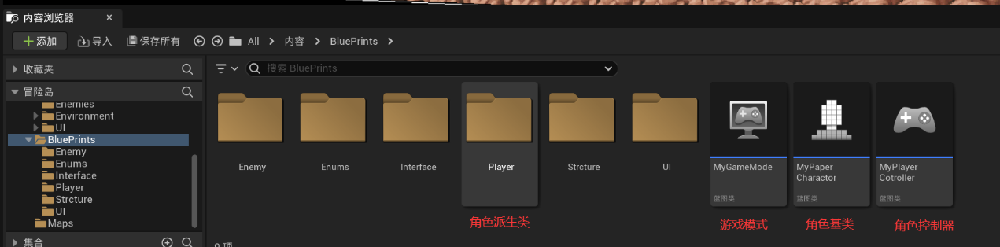 内容浏览器
添加
导入
保存所有
All
内容
BluePrints
收藏夹
搜索 BluePrints
冒险岛
Enemies
Environment
UI
BluePrints
Enemy
Enums
Interface
Player
Strcture
UI
Maps
集合
Enemy
Enums
Interface
Player
Strcture
UI
MyGameMode
蓝图类
MyPaper
Charactor
蓝图类
MyPlayer
Cotroller
蓝图类
角色派生类
游戏模式
角色基类
角色控制器